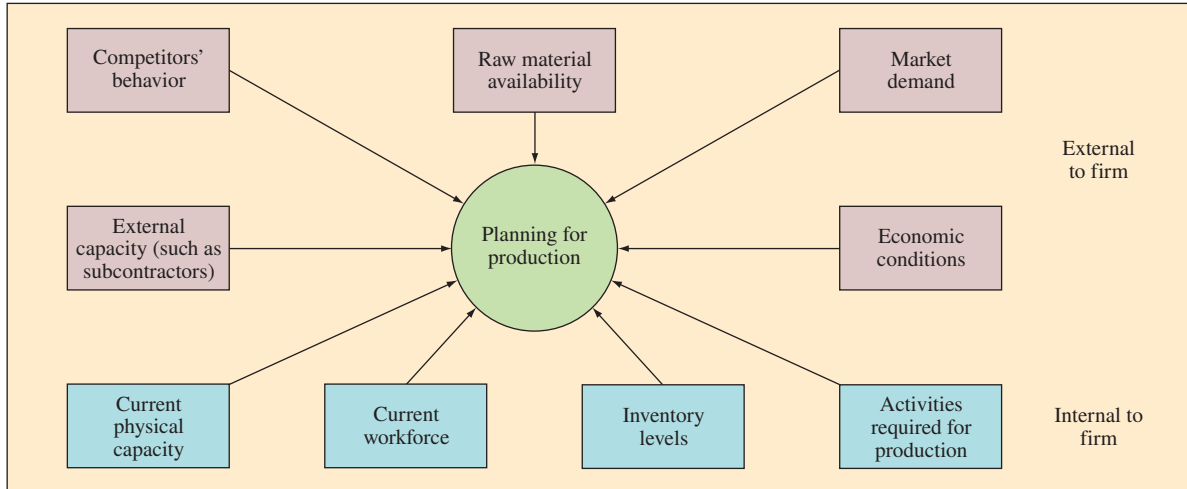 Competitors’
behavior
Raw material
availability
Market
demand
External
to firm
External
capacity (such as
subcontractors)
Planning for
production
Economic
conditions
Current
physical
capacity
Current
workforce
Inventory
levels
Activities
required for
production
Internal to
firm